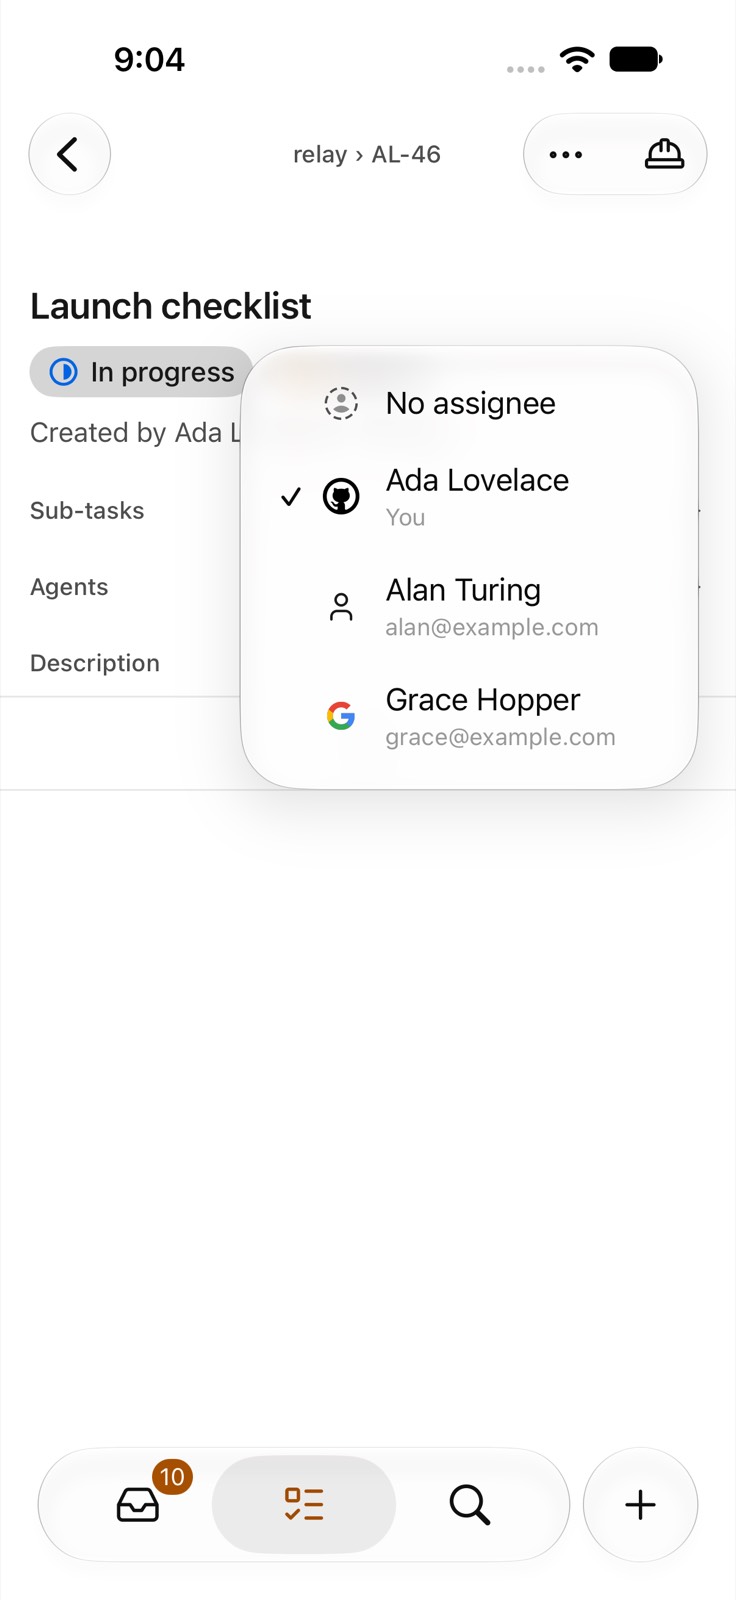 9:04
relay › AL-46
Launch checklist
In progress
Created by Ada L
Sub-tasks
Agents
Description
No assignee
Ada Lovelace
You
Alan Turing
alan@example.com
Grace Hopper
grace@example.com
10